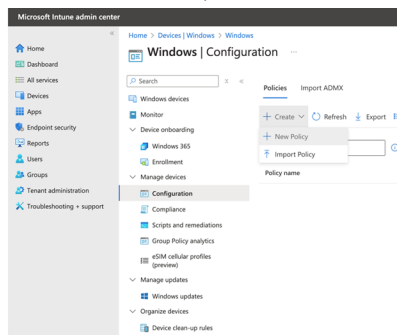 Microsoft Intune admin center
Home
Dashboard
All services
Devices
Apps
Endpoint security
Reports
Users
Groups
Tenant administration
Troubleshooting + support
Home > Devices | Windows > Windows
Windows | Configuration ...
Search
Windows devices
Monitor
Device onboarding
Windows 365
Enrollment
Manage devices
Configuration
Compliance
Scripts and remediations
Group Policy analytics
eSIM cellular profiles
(preview)
Manage updates
Windows updates
Organize devices
Device clean-up rules
Policies Import ADMX
Create Refresh Export
New Policy
Import Policy
Policy name